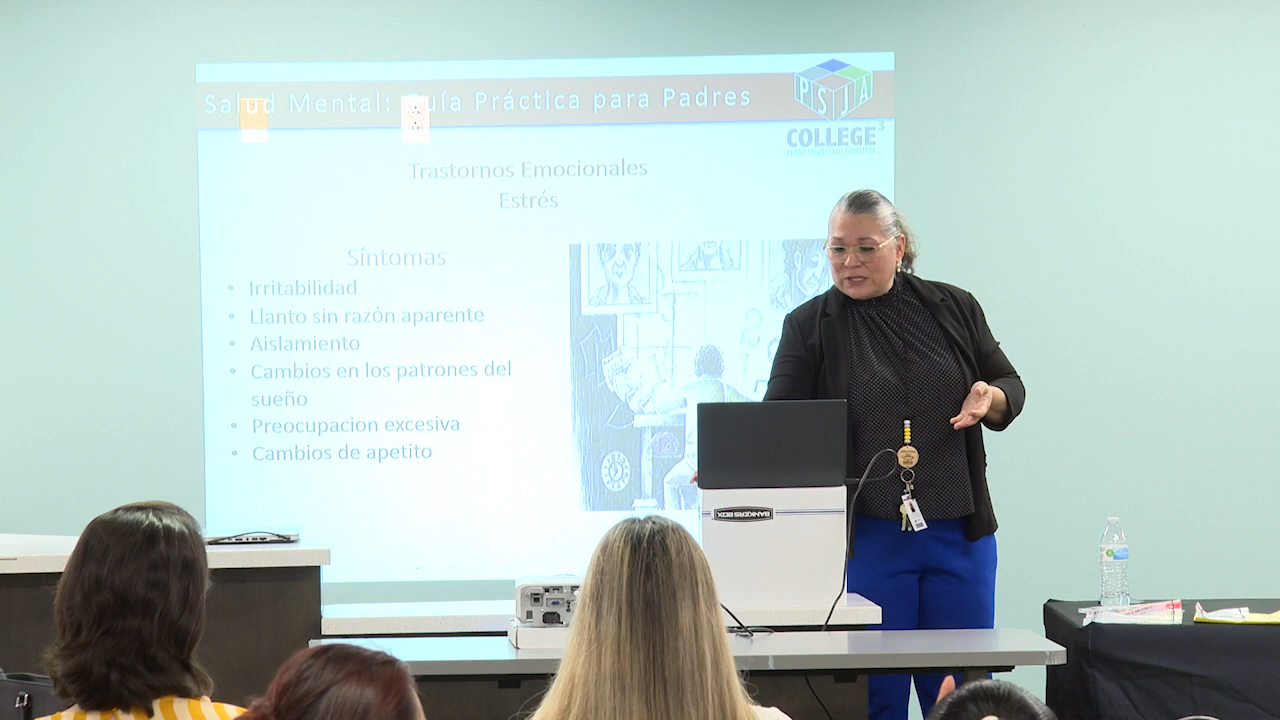 Salud Mental: Guía Práctica para Padres
PSJA
COLLEGE³
Trastornos Emocionales
Estrés
Síntomas
• Irritabilidad
• Llanto sin razón aparente
• Aislamiento
• Cambios en los patrones del
sueño
• Preocupacion excesiva
• Cambios de apetito
BANKERS BOX